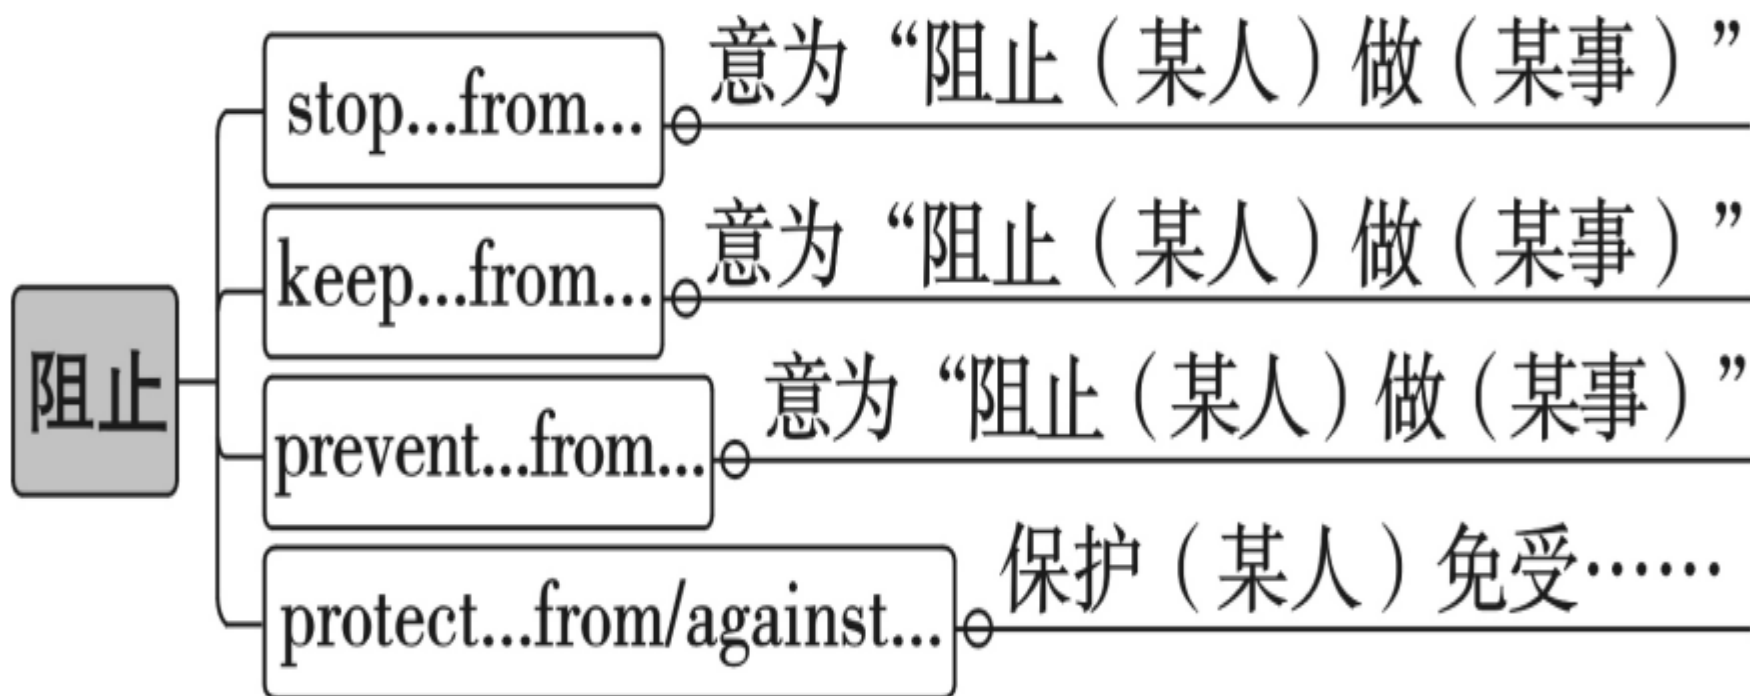 阻止
stop...from...
意为“阻止（某人）做（某事）”
keep...from...
意为“阻止（某人）做（某事）”
prevent...from...
意为“阻止（某人）做（某事）”
protect...from/against...
保护（某人）免受……